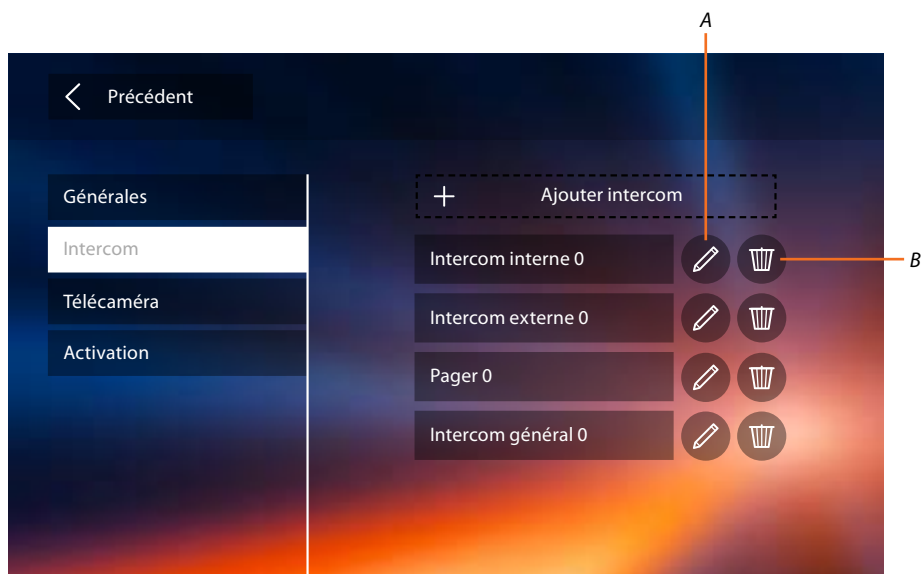 A
Précédent
Générales
Intercom
Télécaméra
Activation
Ajouter intercom
Intercom interne 0
B
Intercom externe 0
Pager 0
Intercom général 0